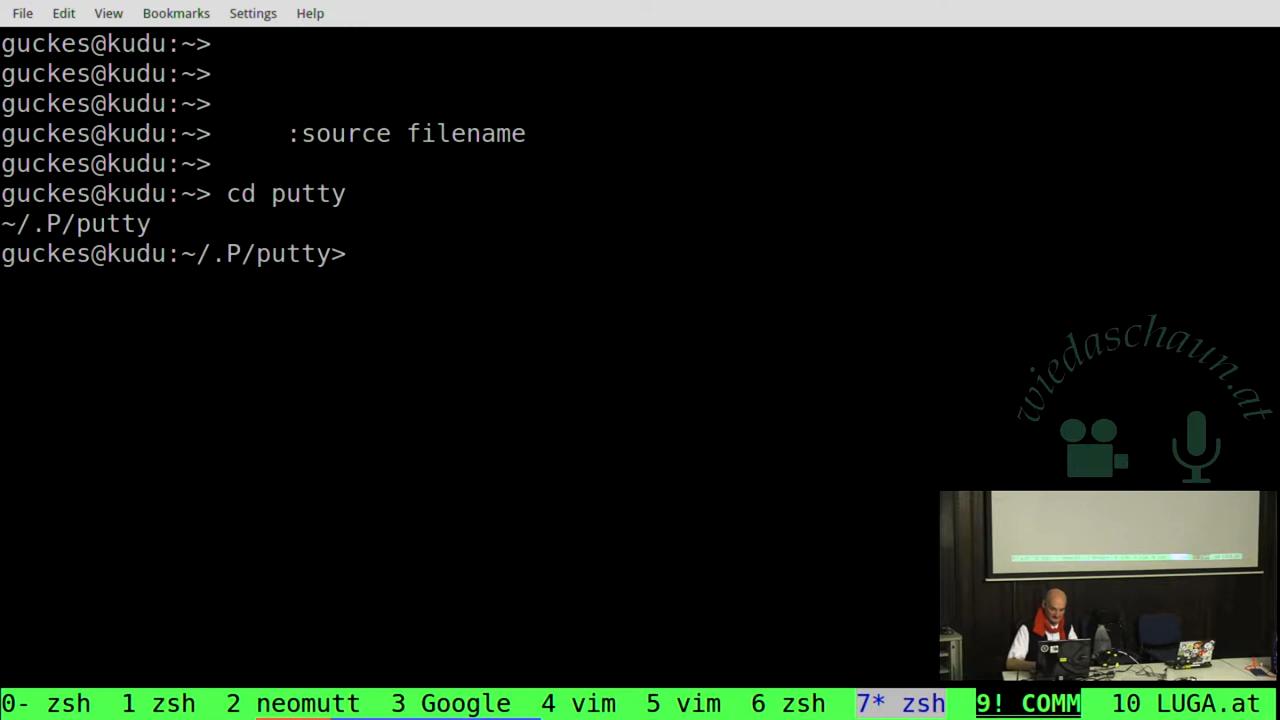 File Edit View Bookmarks Settings Help
guckes@kudu:~>
guckes@kudu:~>
guckes@kudu:~>
guckes@kudu:~>     :source filename
guckes@kudu:~>
guckes@kudu:~> cd putty
~/.P/putty
guckes@kudu:~/.P/putty>
wiedaschaun.at
0- zsh  1 zsh  2 neomutt  3 Google  4 vim  5 vim  6 zsh  7* zsh  9! COMM  10 LUGA.at